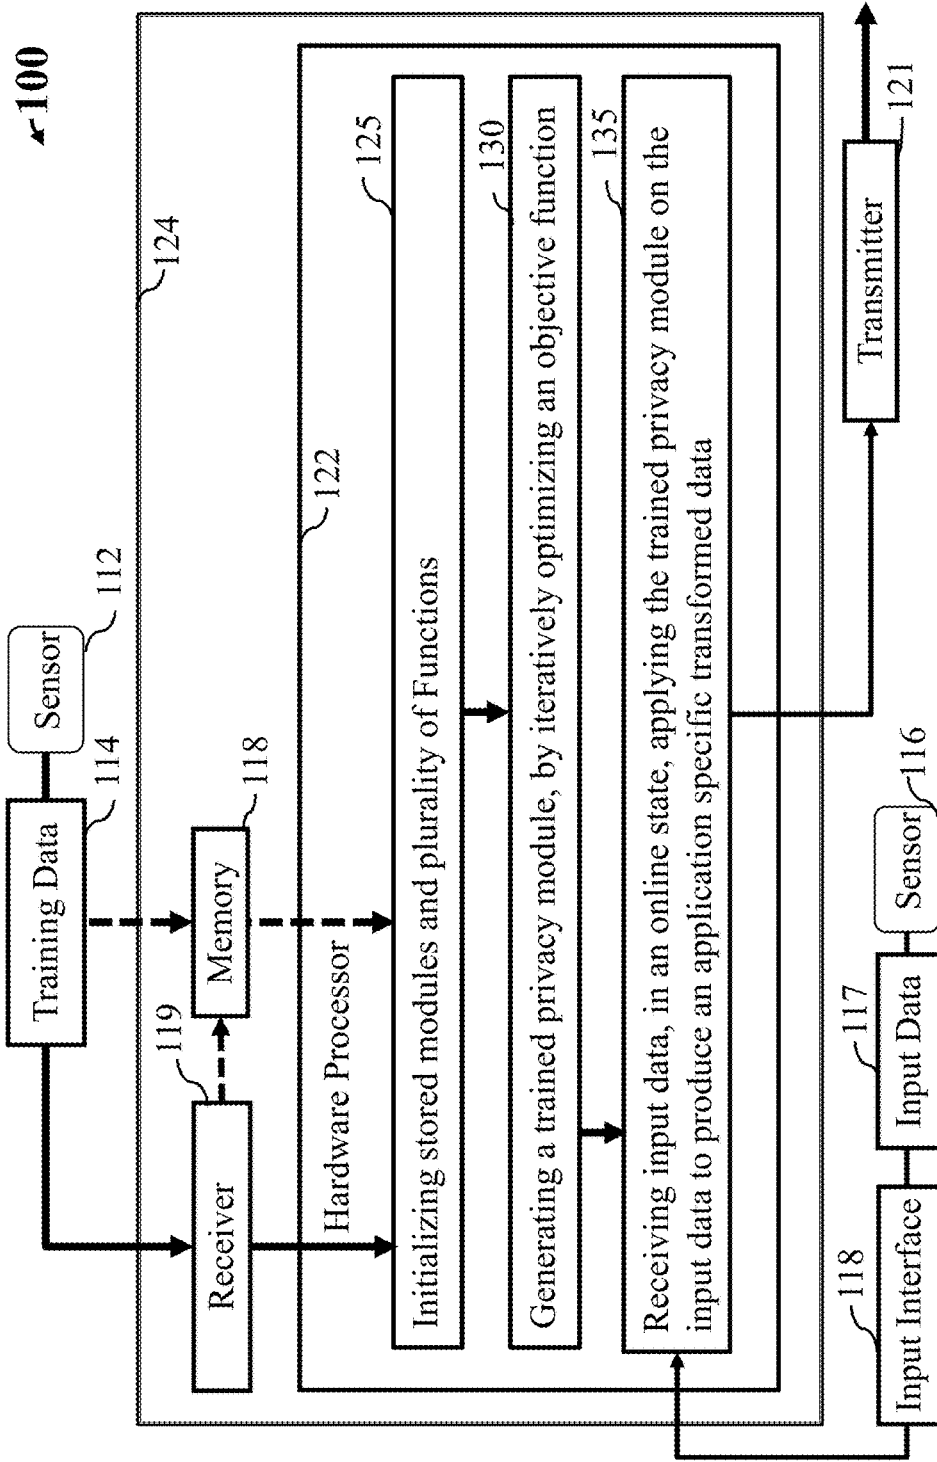 100
Training Data
114
Sensor
112
124
Receiver
119
Memory
118
Hardware Processor
122
Initializing stored modules and plurality of Functions
125
Generating a trained privacy module, by iteratively optimizing an objective function
130
Receiving input data, in an online state, applying the trained privacy module on the
input data to produce an application specific transformed data
135
Input Interface
118
Input Data
117
Sensor
116
Transmitter
121